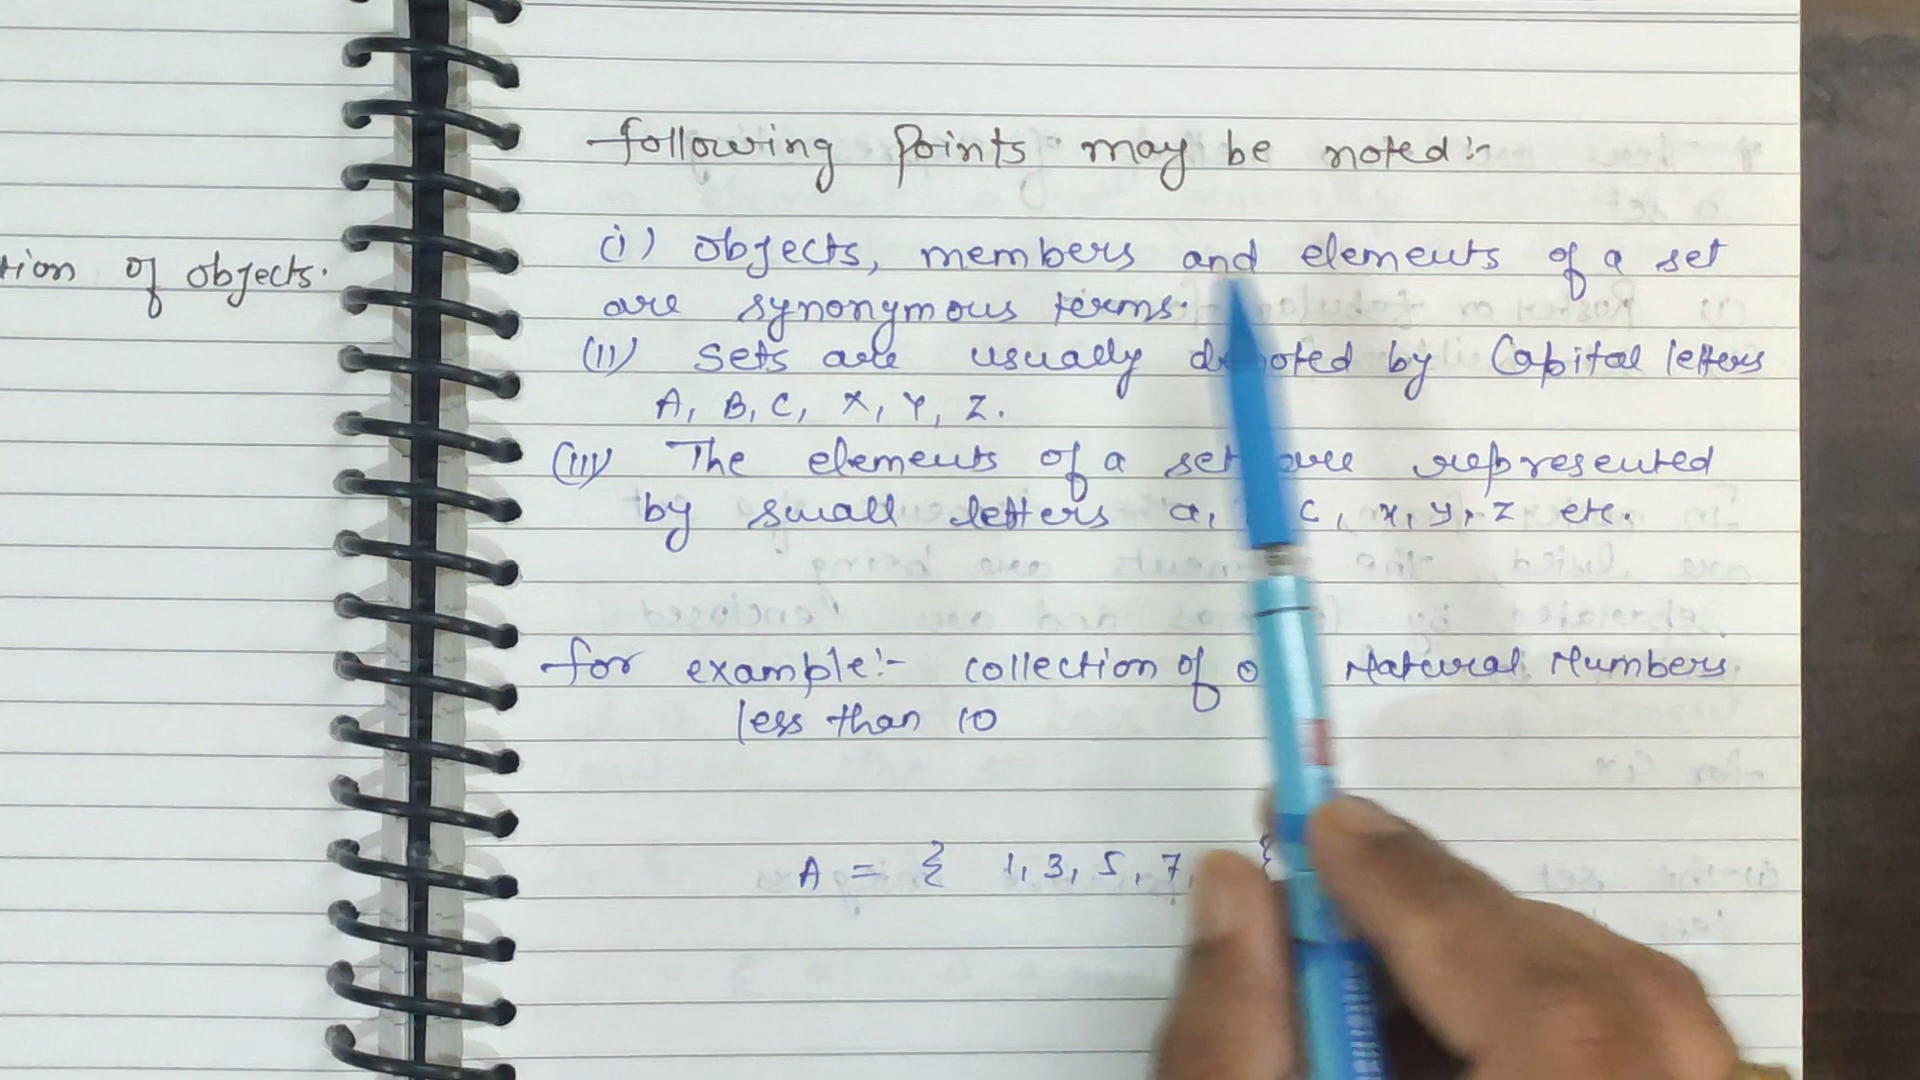 tion of objects.
following Points may be noted :-
(i) objects, members and elements of a set
are synonymous terms.
(ii) sets are usually denoted by Capital letters
A, B, C, X, Y, Z.
(iii) The elements of a set are represented
by small letters a, c, x, y, z etc.
for example :- collection of Natural Numbers.
less than 10
A = { 1, 3, 5, 7,